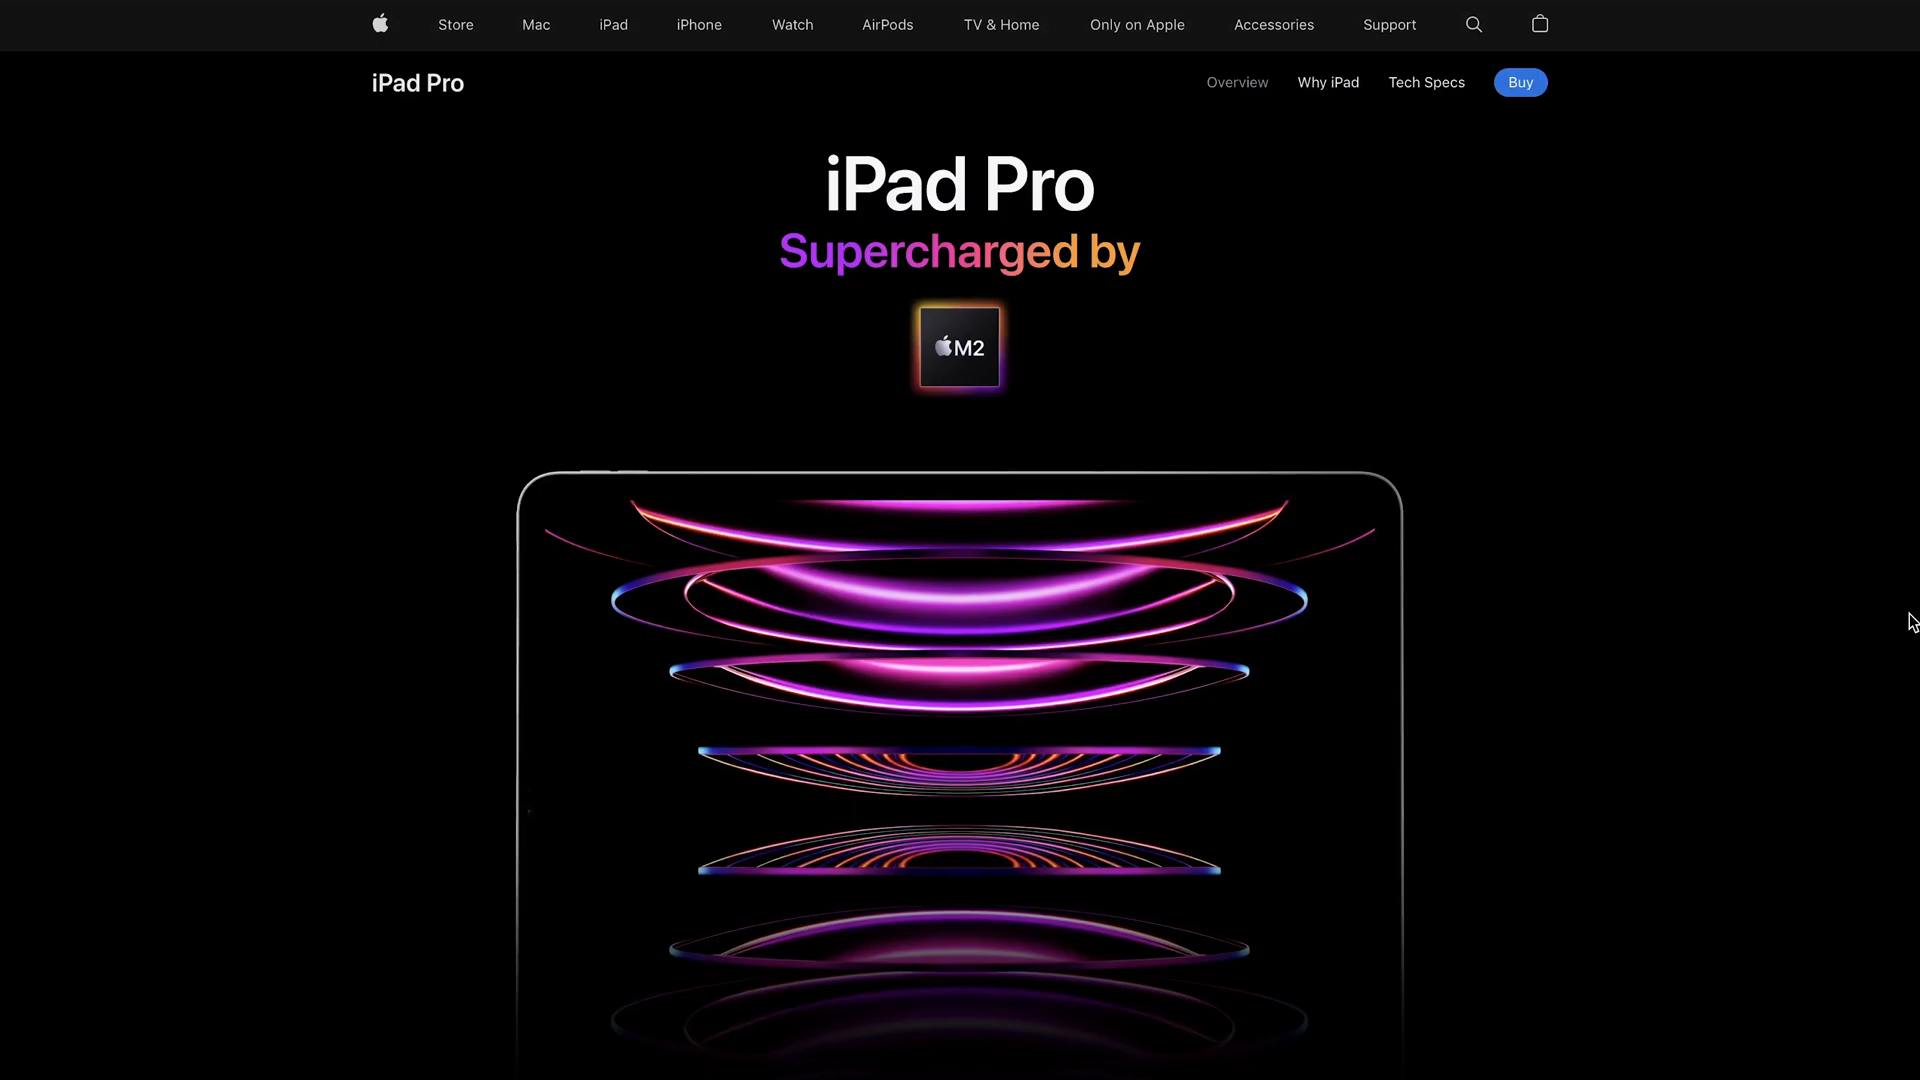 Store Mac iPad iPhone Watch AirPods TV & Home Only on Apple Accessories Support
iPad Pro Overview Why iPad Tech Specs Buy
iPad Pro
Supercharged by
M2